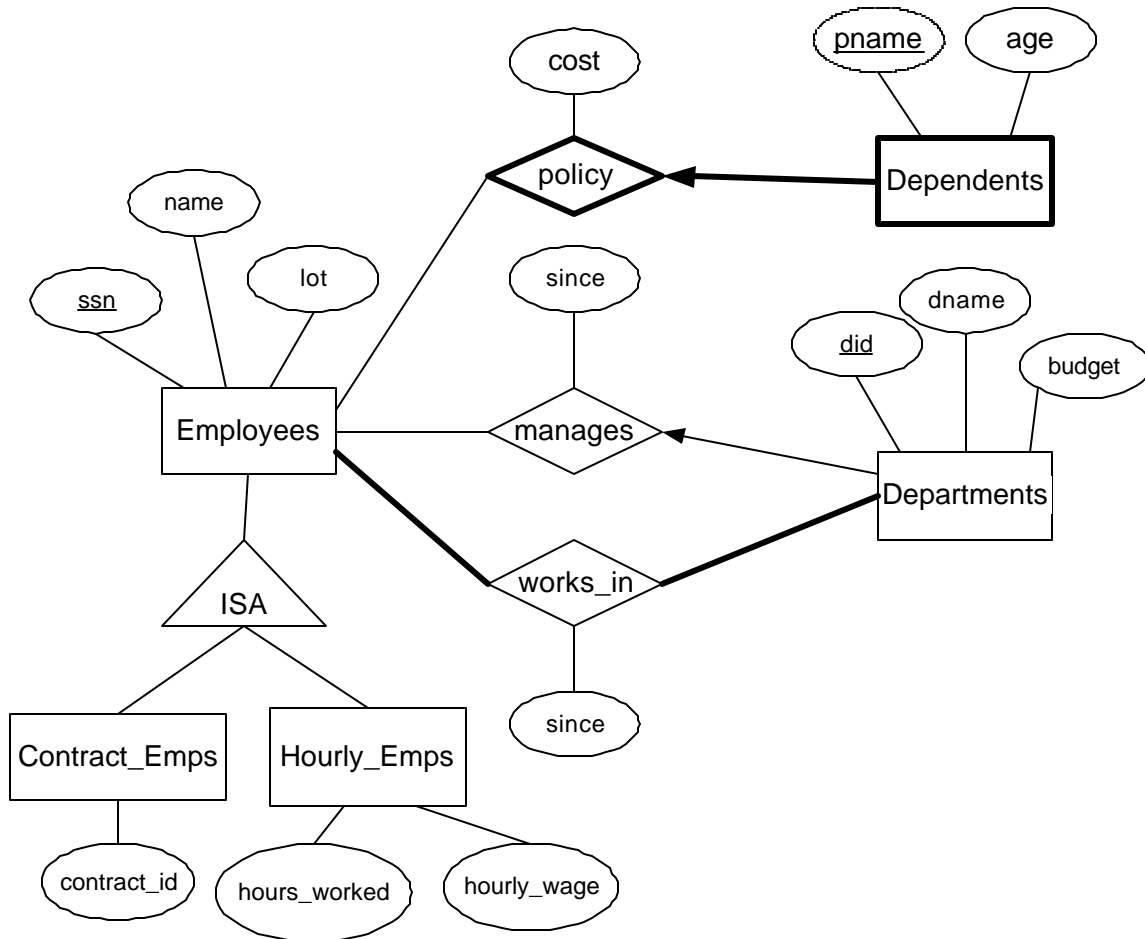 pname
age
cost
policy
Dependents
name
ssn
lot
since
dname
did
budget
Employees
manages
Departments
works_in
ISA
since
Contract_Emps
Hourly_Emps
contract_id
hours_worked
hourly_wage